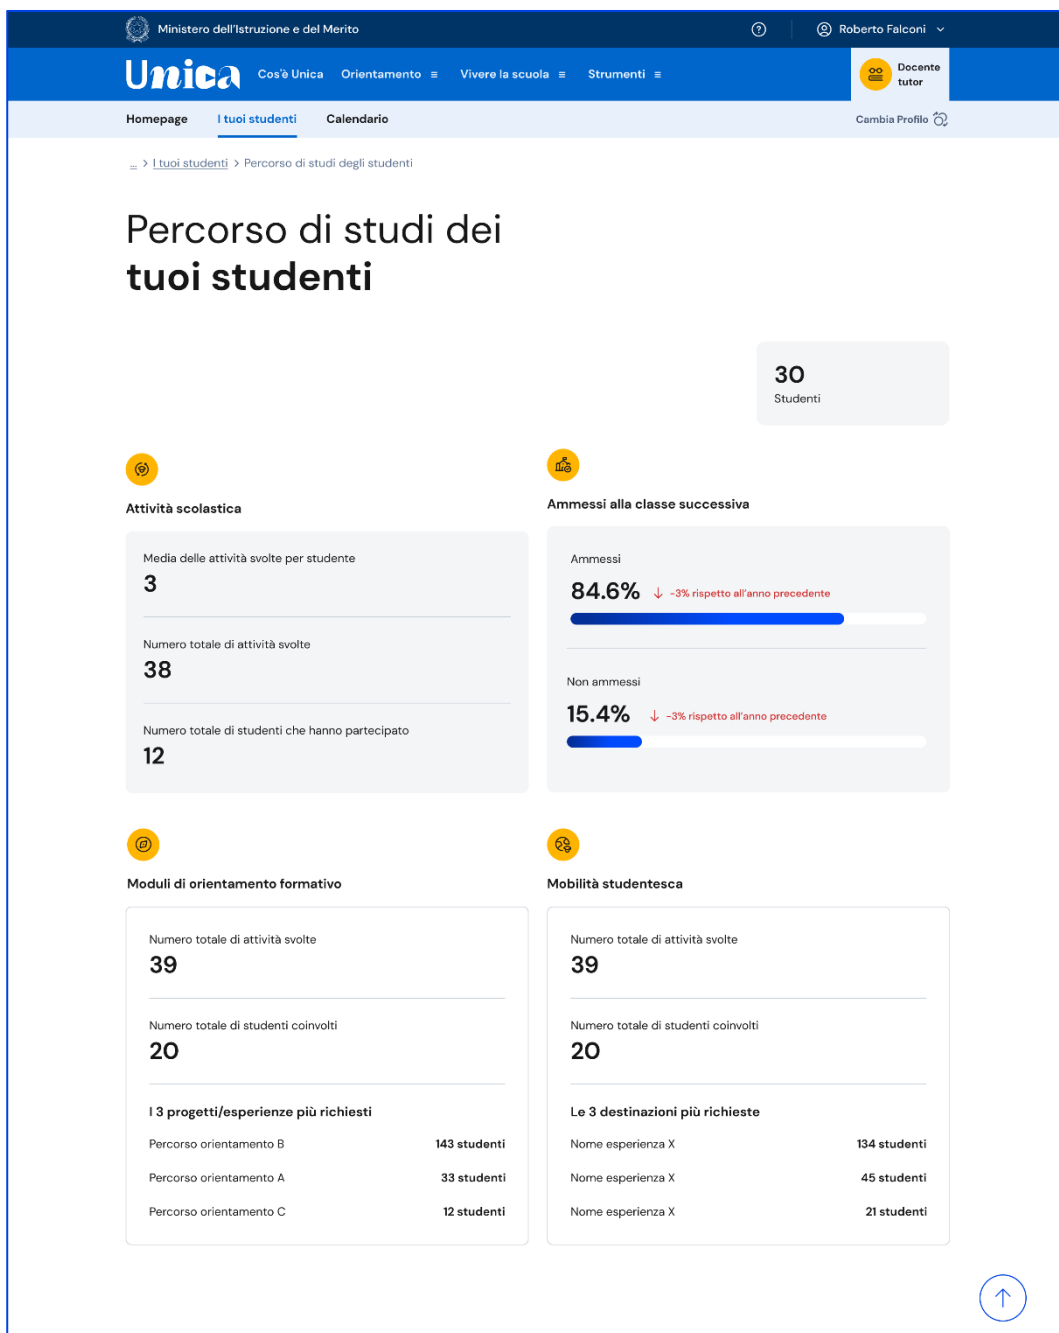 Ministero dell'Istruzione e del Merito
Roberto Falconi
Unica
Cos'è Unica Orientamento Vivere la scuola Strumenti
Docente
tutor
Homepage I tuoi studenti Calendario
Cambia Profilo
... > I tuoi studenti > Percorso di studi degli studenti
Percorso di studi dei
tuoi studenti
30
Studenti
Attività scolastica
Media delle attività svolte per studente
3
Numero totale di attività svolte
38
Numero totale di studenti che hanno partecipato
12
Ammessi alla classe successiva
Ammessi
84.6% ↓ -3% rispetto all'anno precedente
Non ammessi
15.4% ↓ -3% rispetto all'anno precedente
Moduli di orientamento formativo
Numero totale di attività svolte
39
Numero totale di studenti coinvolti
20
I 3 progetti/esperienze più richiesti
Percorso orientamento B 143 studenti
Percorso orientamento A 33 studenti
Percorso orientamento C 12 studenti
Mobilità studentesca
Numero totale di attività svolte
39
Numero totale di studenti coinvolti
20
Le 3 destinazioni più richieste
Nome esperienza X 134 studenti
Nome esperienza X 45 studenti
Nome esperienza X 21 studenti